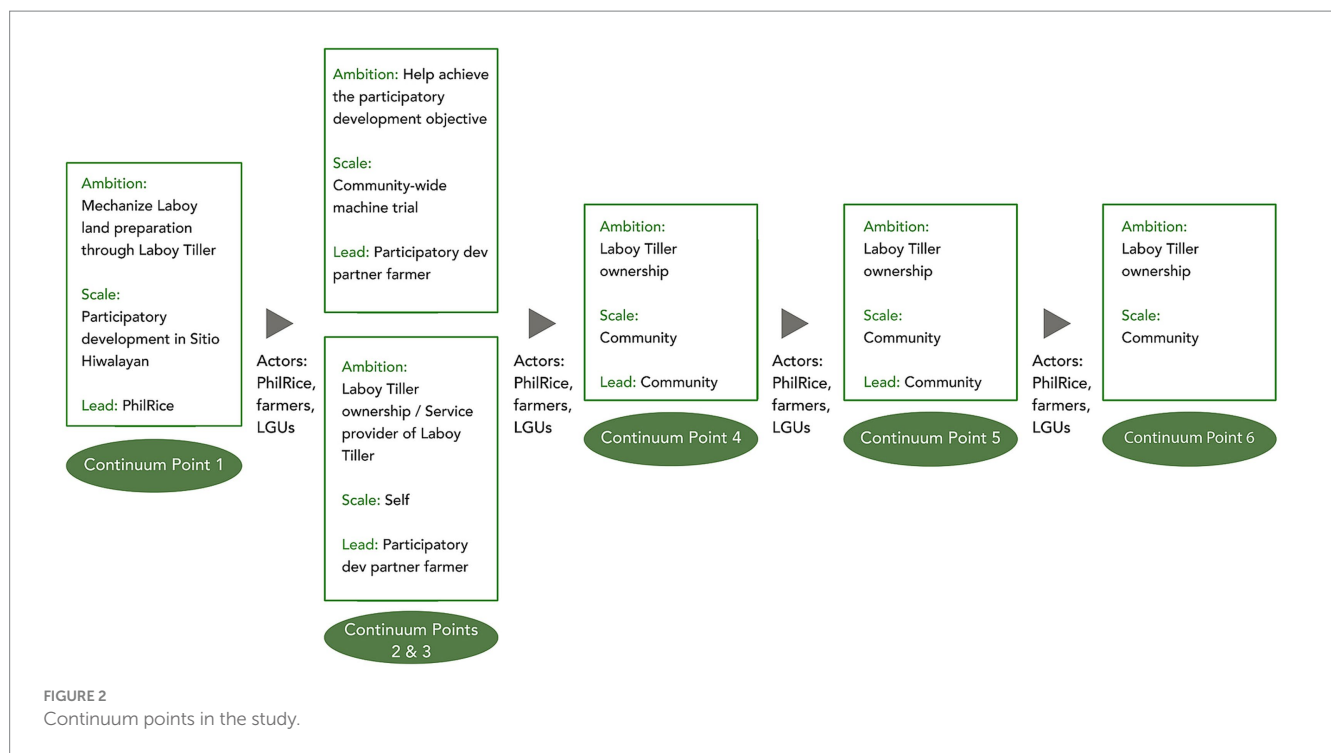 Ambition:
Mechanize Laboy
land preparation
through Laboy Tiller
Scale:
Participatory
development in Sitio
Hiwalayan
Lead: PhilRice
Continuum Point 1
Actors:
PhilRice,
farmers,
LGUs
Ambition: Help achieve
the participatory
development objective
Scale:
Community-wide
machine trial
Lead: Participatory dev
partner farmer
Ambition:
Laboy Tiller
ownership / Service
provider of Laboy
Tiller
Scale: Self
Lead: Participatory
dev partner farmer
Continuum Points
2 & 3
Actors:
PhilRice,
farmers,
LGUs
Ambition:
Laboy Tiller
ownership
Scale:
Community
Lead: Community
Continuum Point 4
Actors:
PhilRice,
farmers,
LGUs
Ambition:
Laboy Tiller
ownership
Scale:
Community
Lead: Community
Continuum Point 5
Actors:
PhilRice,
farmers,
LGUs
Ambition:
Laboy Tiller
ownership
Scale:
Community
Continuum Point 6
FIGURE 2
Continuum points in the study.